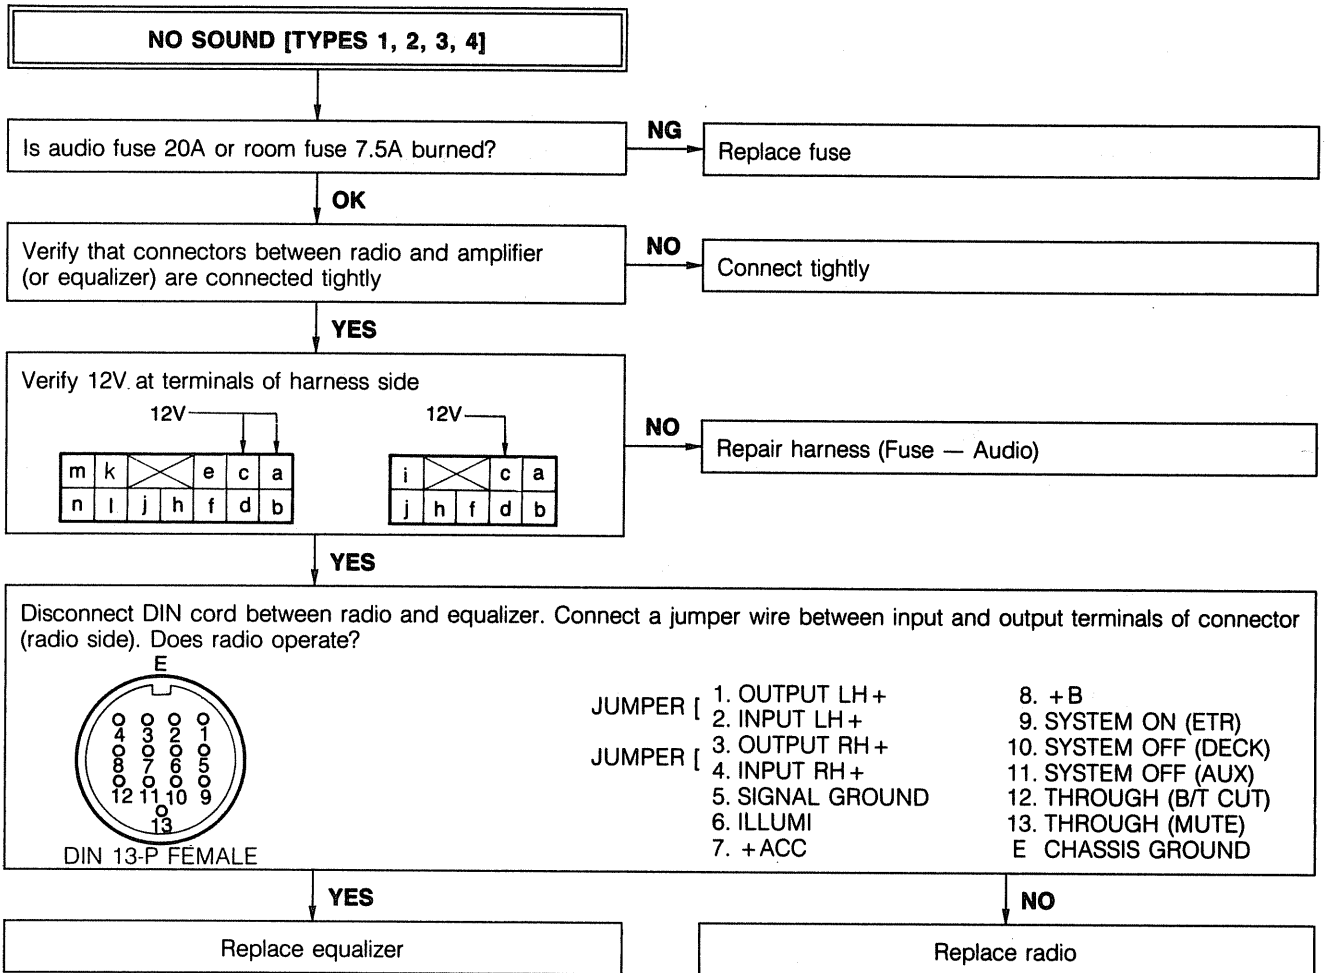 NO SOUND [TYPES 1, 2, 3, 4]
Is audio fuse 20A or room fuse 7.5A burned?
NG
Replace fuse
OK
Verify that connectors between radio and amplifier
(or equalizer) are connected tightly
NO
Connect tightly
YES
Verify 12V. at terminals of harness side
12V
m k e c a
n l j h f d b
12V
i c a
j h f d b
NO
Repair harness (Fuse — Audio)
YES
Disconnect DIN cord between radio and equalizer. Connect a jumper wire between input and output terminals of connector
(radio side). Does radio operate?
E
4 3 2 1
8 7 6 5
12 11 10 9
13
DIN 13-P FEMALE
JUMPER [
1. OUTPUT LH +
2. INPUT LH +
JUMPER [
3. OUTPUT RH +
4. INPUT RH +
5. SIGNAL GROUND
6. ILLUMI
7. + ACC
8. + B
9. SYSTEM ON (ETR)
10. SYSTEM OFF (DECK)
11. SYSTEM OFF (AUX)
12. THROUGH (B/T CUT)
13. THROUGH (MUTE)
E CHASSIS GROUND
YES
Replace equalizer
NO
Replace radio